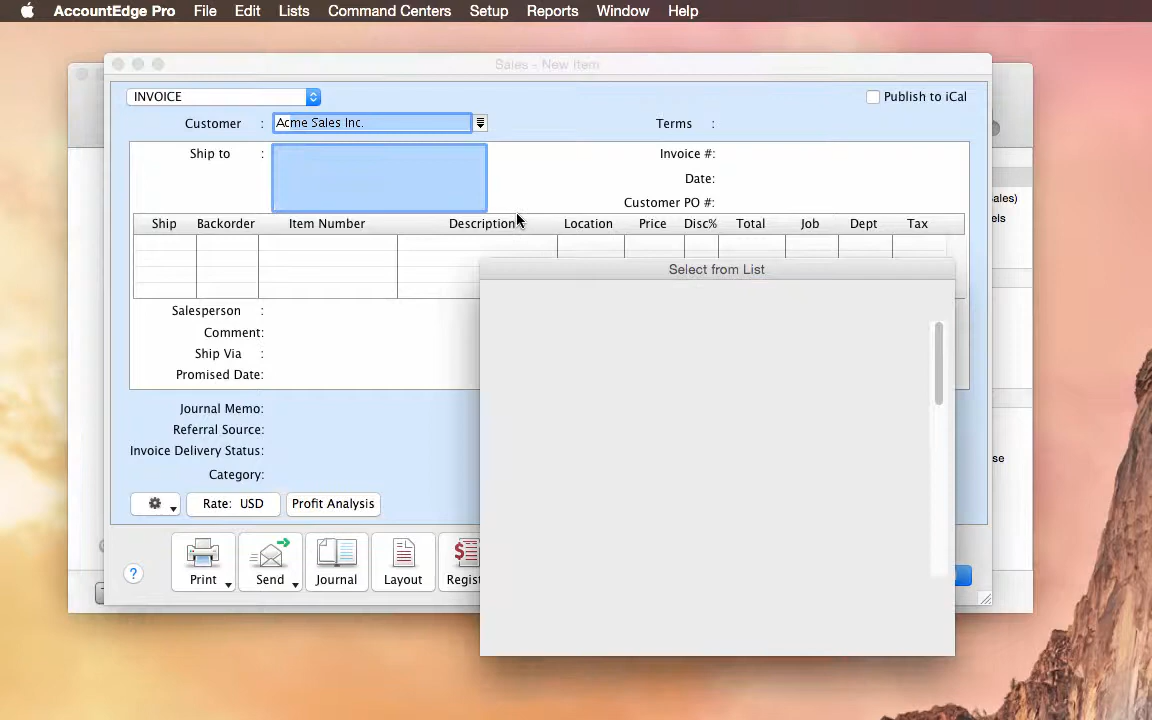 AccountEdge Pro File Edit Lists Command Centers Setup Reports Window Help
Sales - New Item
INVOICE
Publish to iCal
Customer : Acme Sales Inc.
Terms :
Ship to :
Invoice #:
Date:
Customer PO #:
Ship Backorder Item Number Description Location Price Disc% Total Job Dept Tax
Select from List
Salesperson :
Comment:
Ship Via :
Promised Date:
Journal Memo:
Referral Source:
Invoice Delivery Status:
Category:
Rate: USD
Profit Analysis
?
Print
Send
Journal
Layout
Regist
ales)
els
se